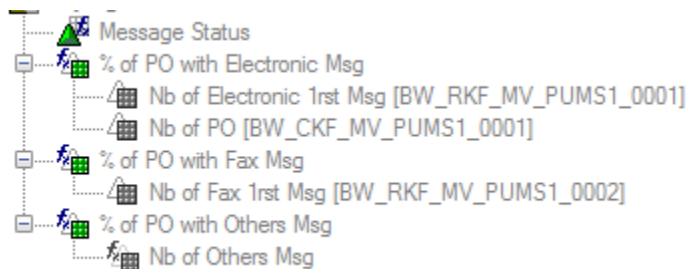 Message Status
% of PO with Electronic Msg
Nb of Electronic 1rst Msg [BW_RKF_MV_PUMS1_0001]
Nb of PO [BW_CKF_MV_PUMS1_0001]
% of PO with Fax Msg
Nb of Fax 1rst Msg [BW_RKF_MV_PUMS1_0002]
% of PO with Others Msg
Nb of Others Msg